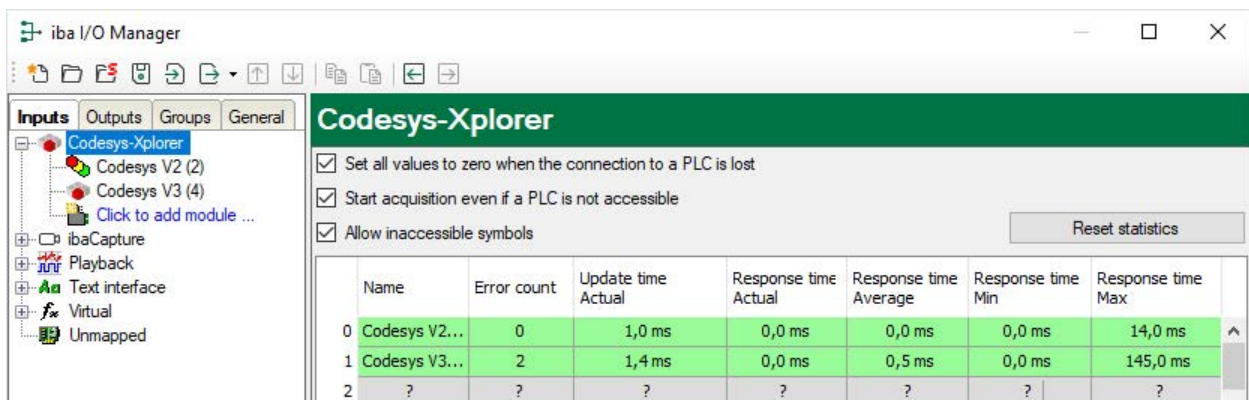 iba I/O Manager
Inputs Outputs Groups General
Codesys-Xplorer
Codesys V2 (2)
Codesys V3 (4)
Click to add module ...
ibaCapture
Playback
Text interface
Virtual
Unmapped
Codesys-Xplorer
Set all values to zero when the connection to a PLC is lost
Start acquisition even if a PLC is not accessible
Allow inaccessible symbols
Reset statistics
Name Error count Update time Actual Response time Actual Response time Average Response time Min Response time Max
0 Codesys V2... 0 1,0 ms 0,0 ms 0,0 ms 0,0 ms 14,0 ms
1 Codesys V3... 2 1,4 ms 0,0 ms 0,5 ms 0,0 ms 145,0 ms
2 ? ? ? ? ? ? ?